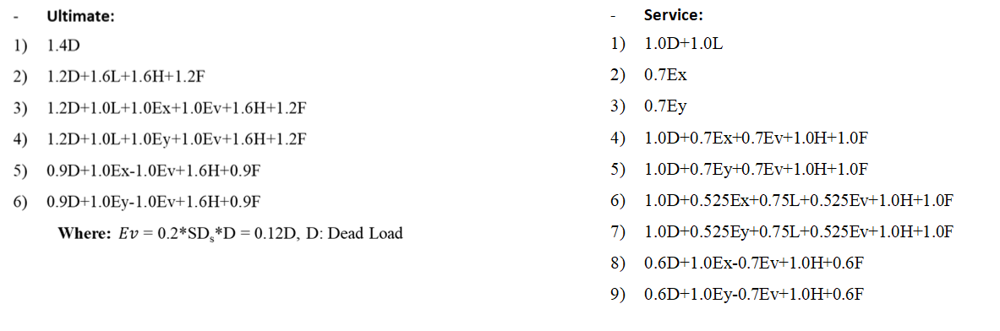 - Ultimate:
1) 1.4D
2) 1.2D+1.6L+1.6H+1.2F
3) 1.2D+1.0L+1.0Ex+1.0Ev+1.6H+1.2F
4) 1.2D+1.0L+1.0Ey+1.0Ev+1.6H+1.2F
5) 0.9D+1.0Ex-1.0Ev+1.6H+0.9F
6) 0.9D+1.0Ey-1.0Ev+1.6H+0.9F
Where: Ev = 0.2*SDₛ*D = 0.12D, D: Dead Load
- Service:
1) 1.0D+1.0L
2) 0.7Ex
3) 0.7Ey
4) 1.0D+0.7Ex+0.7Ev+1.0H+1.0F
5) 1.0D+0.7Ey+0.7Ev+1.0H+1.0F
6) 1.0D+0.525Ex+0.75L+0.525Ev+1.0H+1.0F
7) 1.0D+0.525Ey+0.75L+0.525Ev+1.0H+1.0F
8) 0.6D+1.0Ex-0.7Ev+1.0H+0.6F
9) 0.6D+1.0Ey-0.7Ev+1.0H+0.6F